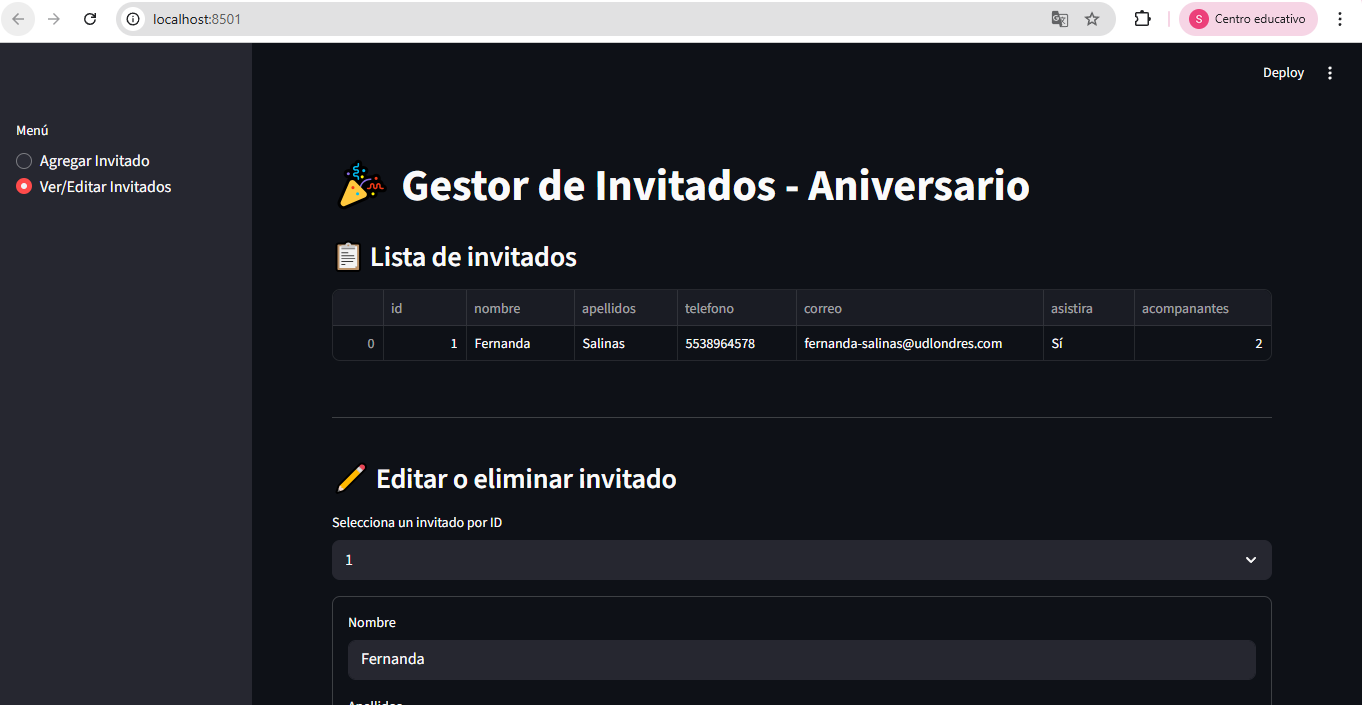 localhost:8501
S Centro educativo
Deploy
Menú
Agregar Invitado
Ver/Editar Invitados
Gestor de Invitados - Aniversario
Lista de invitados
id nombre apellidos telefono correo asistira acompanantes
0 1 Fernanda Salinas 5538964578 fernanda-salinas@udlondres.com Sí 2
Editar o eliminar invitado
Selecciona un invitado por ID
1
Nombre
Fernanda
Apellidos